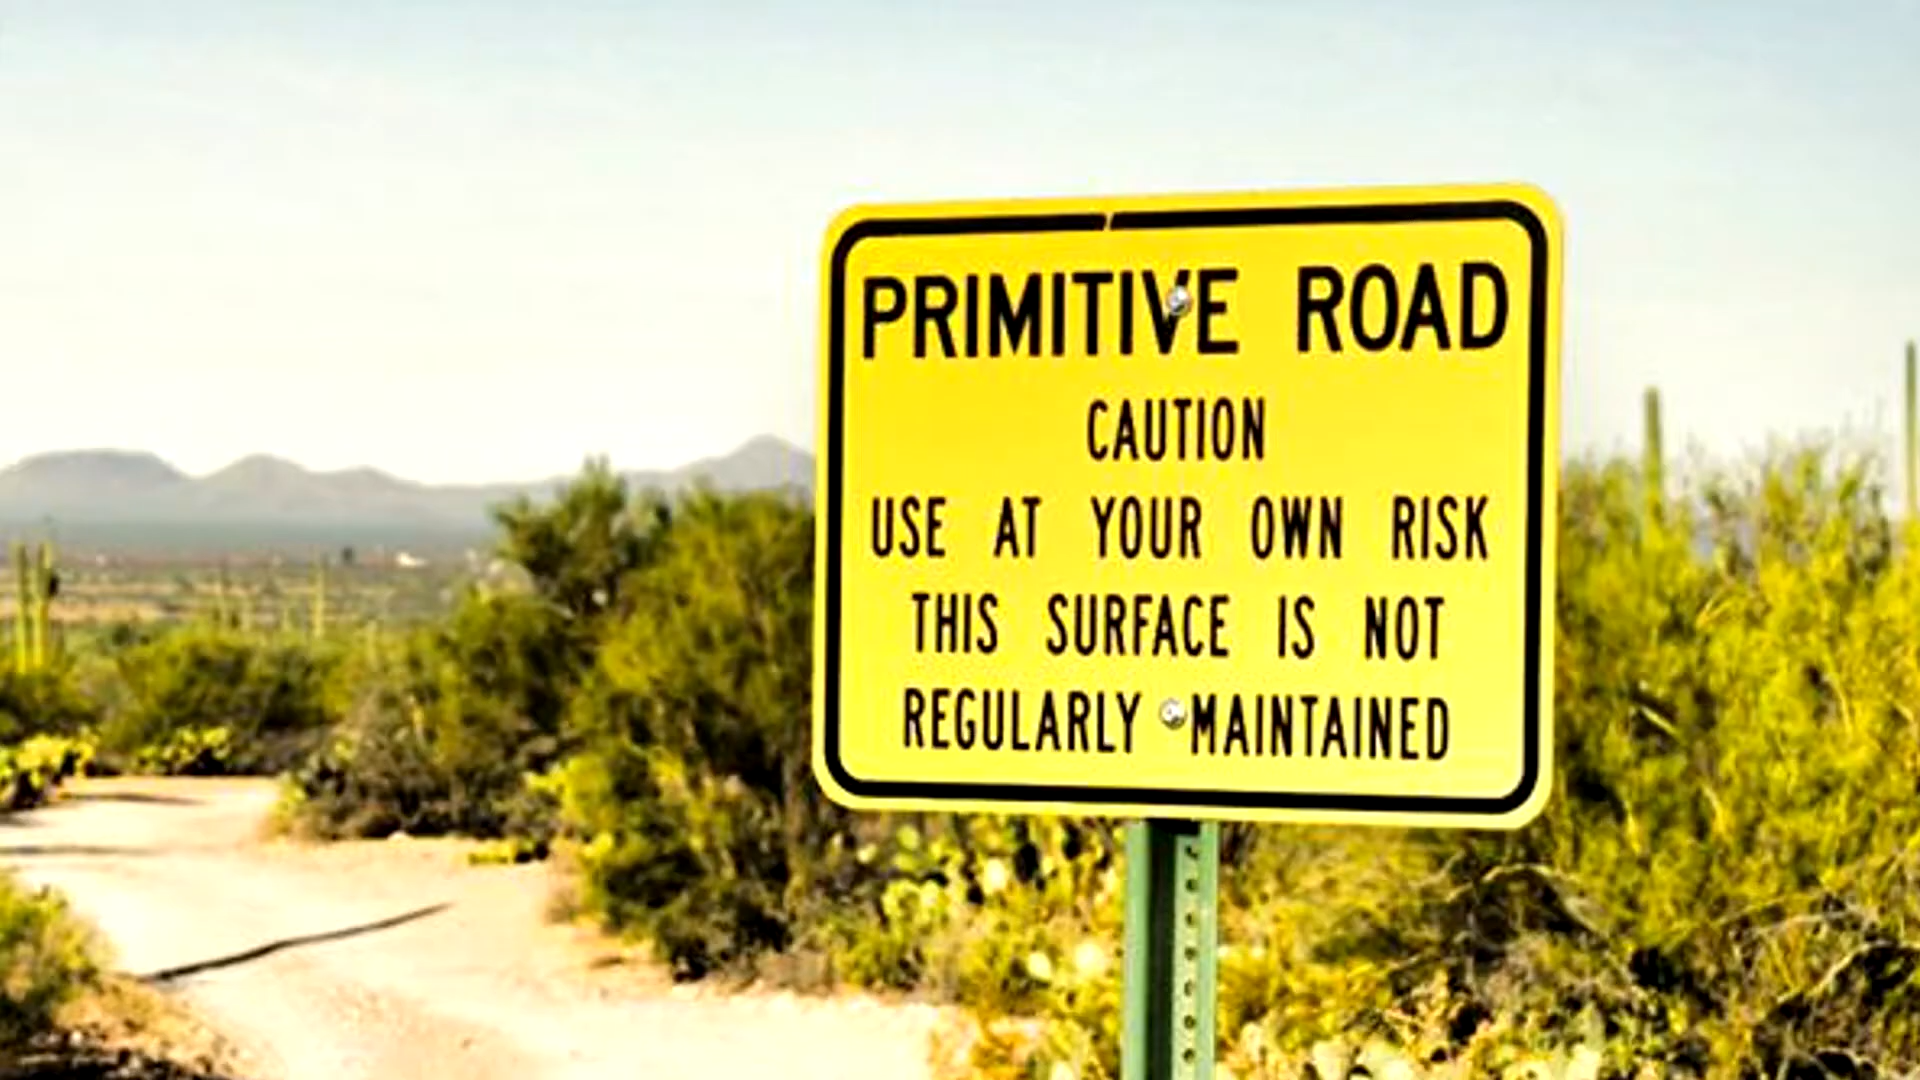 PRIMITIVE ROAD
CAUTION
USE AT YOUR OWN RISK
THIS SURFACE IS NOT
REGULARLY MAINTAINED